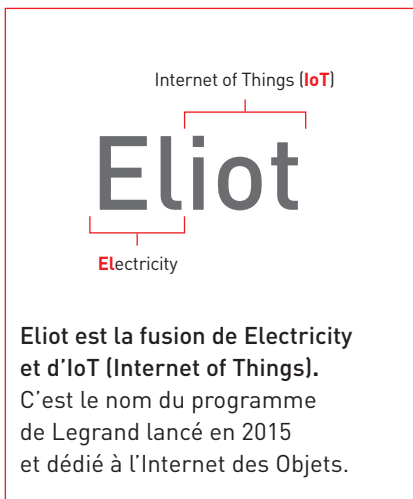 Internet of Things (IoT)
Eliot
Electricity
Eliot est la fusion de Electricity
et d’IoT (Internet of Things).
C’est le nom du programme
de Legrand lancé en 2015
et dédié à l’Internet des Objets.